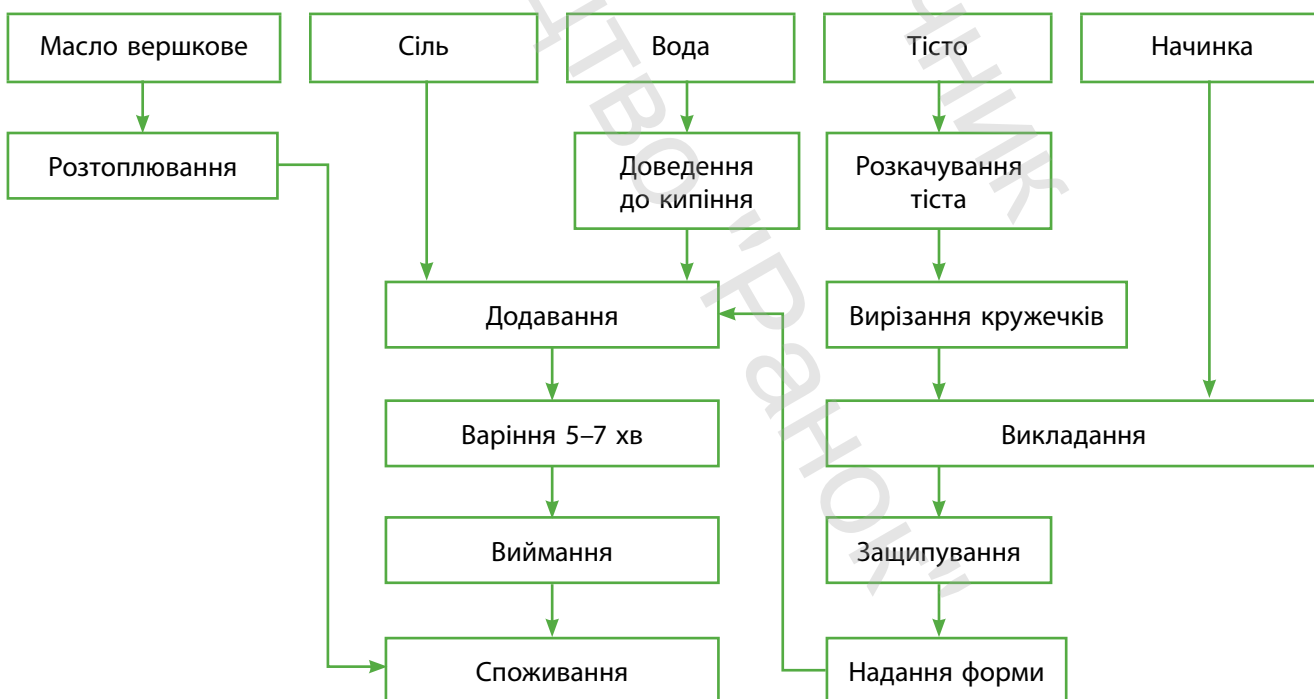 Масло вершкове
Сіль
Вода
Тісто
Начинка
Розтоплювання
Доведення
до кипіння
Розкачування
тіста
Додавання
Вирізання кружечків
Варіння 5–7 хв
Викладання
Виймання
Защипування
Споживання
Надання форми
"Ранок"